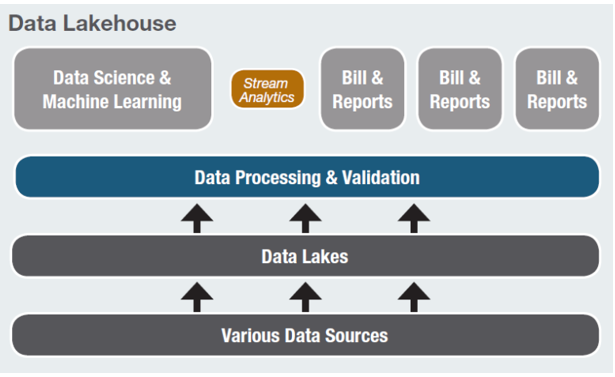 Data Lakehouse
Data Science &
Machine Learning
Stream
Analytics
Bill &
Reports
Bill &
Reports
Bill &
Reports
Data Processing & Validation
Data Lakes
Various Data Sources